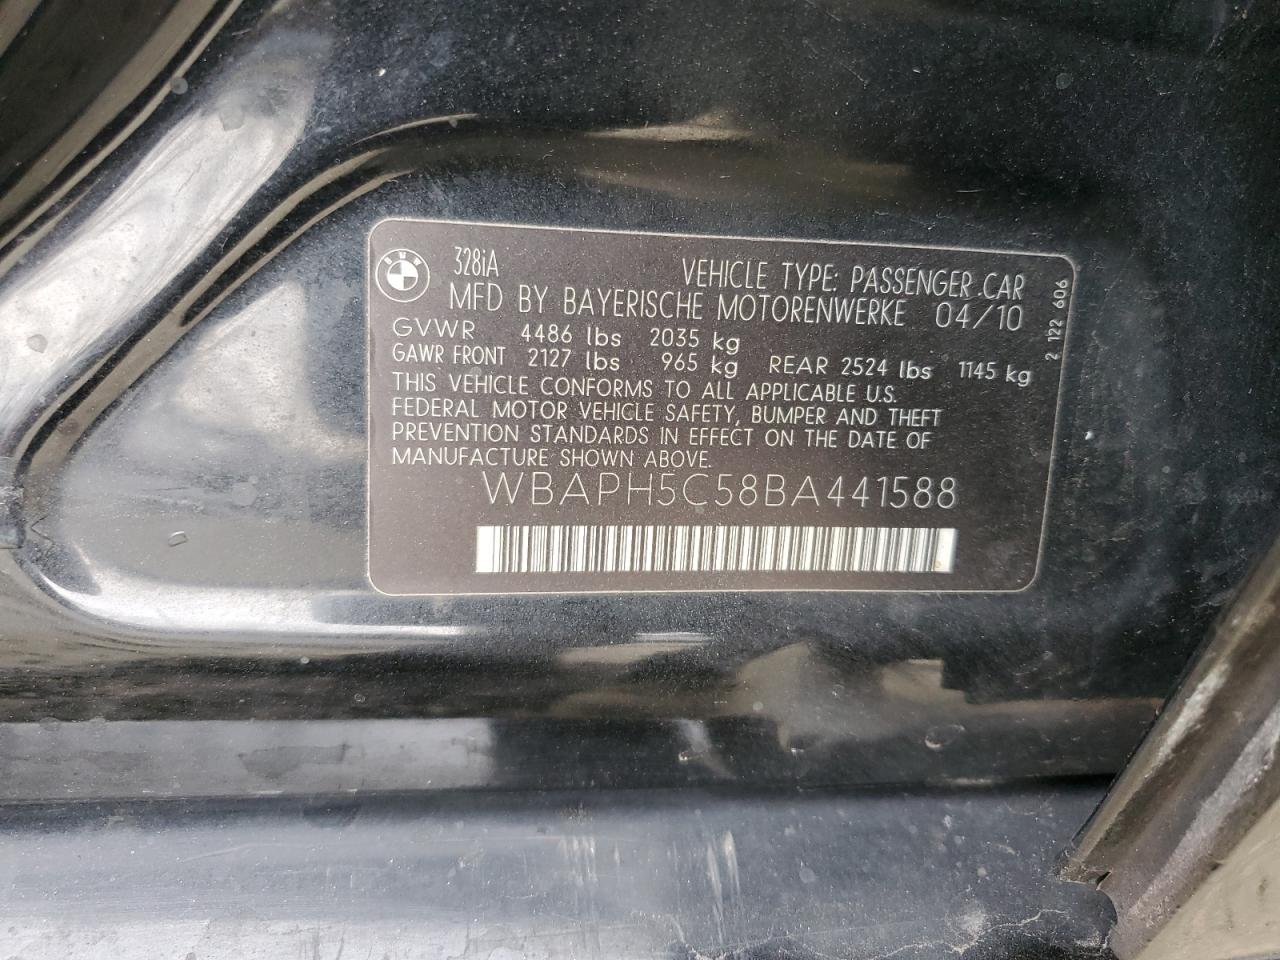 BMW
328iA
VEHICLE TYPE: PASSENGER CAR
MFD BY BAYERISCHE MOTORENWERKE 04/10
GVWR 4486 lbs 2035 kg
GAWR FRONT 2127 lbs 965 kg REAR 2524 lbs 1145 kg
THIS VEHICLE CONFORMS TO ALL APPLICABLE U.S.
FEDERAL MOTOR VEHICLE SAFETY, BUMPER AND THEFT
PREVENTION STANDARDS IN EFFECT ON THE DATE OF
MANUFACTURE SHOWN ABOVE.
WBAPH5C58BA441588
2 122 606